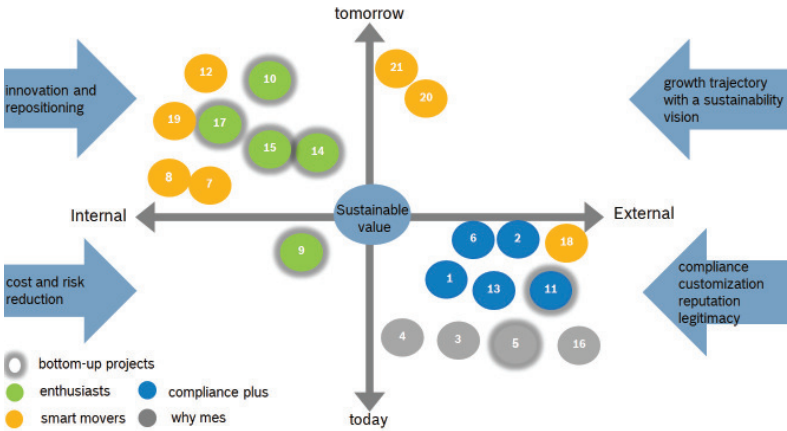 tomorrow
12
10
21
20
innovation and
repositioning
growth trajectory
with a sustainability
vision
19
17
15
14
8
7
Internal
Sustainable
value
External
9
6
2
18
cost and risk
reduction
1
13
11
compliance
customization
reputation
legitimacy
4
3
5
16
bottom-up projects
enthusiasts
compliance plus
smart movers
why mes
today